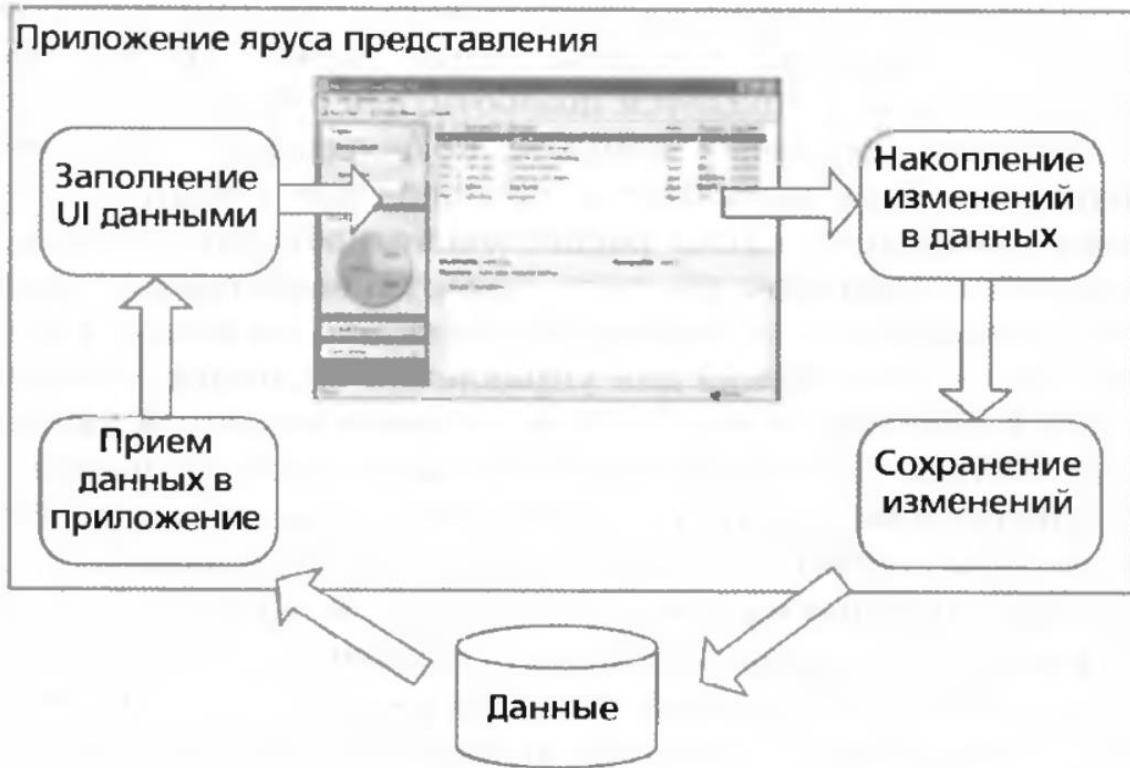 Приложение яруса представления
Заполнение
UI данными
Накопление
изменений
в данных
Прием
данных в
приложение
Сохранение
изменений
Данные